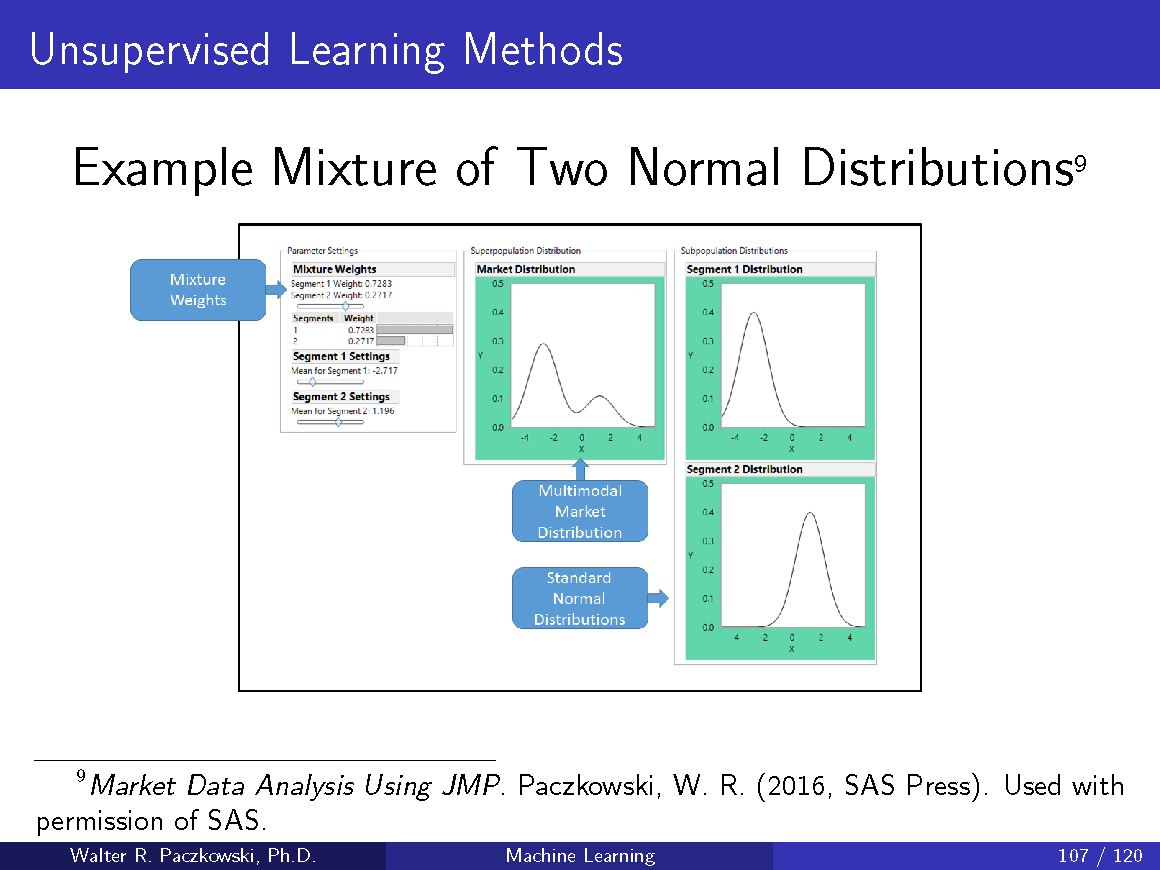 Unsupervised Learning Methods
Example Mixture of Two Normal Distributions9
Mixture
Weights
Parameter Settings
Mixture Weights
Segment 1 Weight: 0.7283
Segment 2 Weight: 0.2717
Segments Weight
1 0.7283
2 0.2717
Segment 1 Settings
Mean for Segment 1: -2.717
Segment 2 Settings
Mean for Segment 2: 1.196
Superpopulation Distribution
Market Distribution
0.5
0.4
0.3
Y
0.2
0.1
0.0
-4 -2 0 2 4
X
Multimodal
Market
Distribution
Standard
Normal
Distributions
Subpopulation Distributions
Segment 1 Distribution
0.5
0.4
0.3
Y
0.2
0.1
0.0
-4 -2 0 2 4
X
Segment 2 Distribution
0.5
0.4
0.3
Y
0.2
0.1
0.0
-4 -2 0 2 4
X
9Market Data Analysis Using JMP. Paczkowski, W. R. (2016, SAS Press). Used with
permission of SAS.
Walter R. Paczkowski, Ph.D. Machine Learning 107 / 120